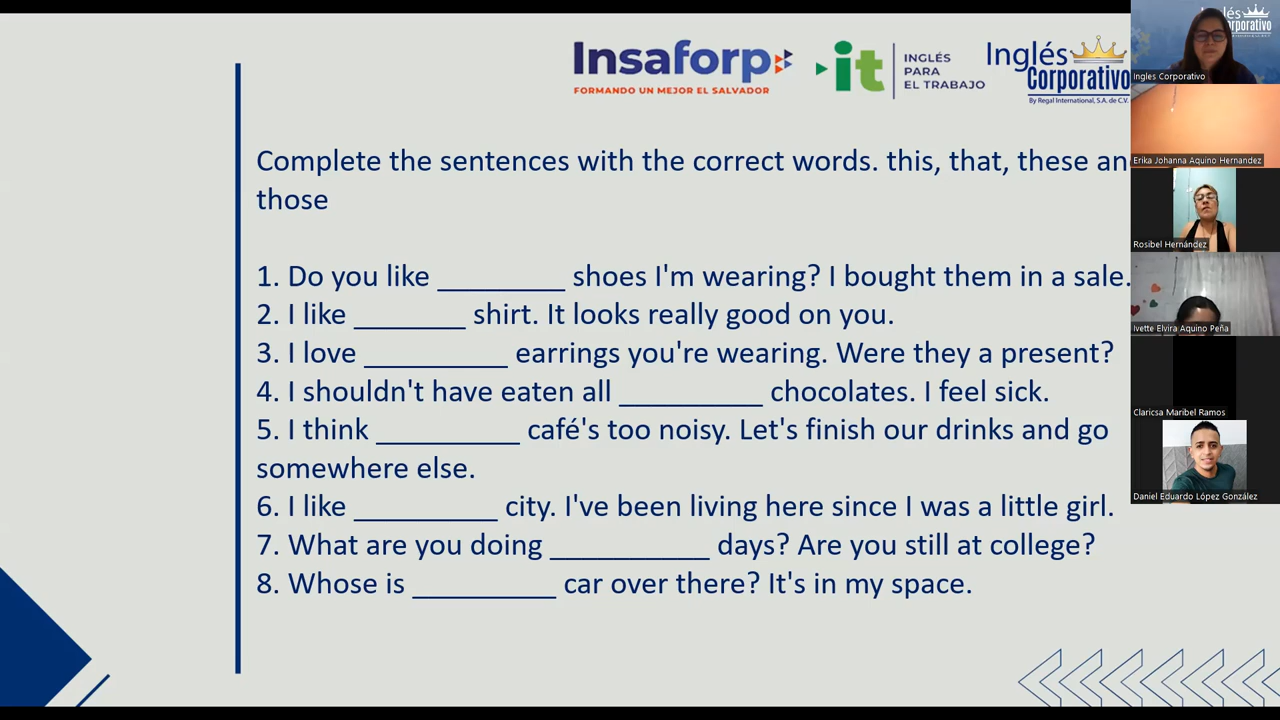 Insaforp
FORMANDO UN MEJOR EL SALVADOR
it
INGLÉS
PARA
EL TRABAJO
Inglés
Corporativo
By Regal International, S.A. de C.V.
Complete the sentences with the correct words. this, that, these an
those
1. Do you like ________ shoes I'm wearing? I bought them in a sale.
2. I like _______ shirt. It looks really good on you.
3. I love _________ earrings you're wearing. Were they a present?
4. I shouldn't have eaten all _________ chocolates. I feel sick.
5. I think _________ café's too noisy. Let's finish our drinks and go
somewhere else.
6. I like _________ city. I've been living here since I was a little girl.
7. What are you doing __________ days? Are you still at college?
8. Whose is _________ car over there? It's in my space.
Ingles Corporativo
Erika Johanna Aquino Hernandez
Rosibel Hernández
Ivette Elvira Aquino Peña
Claricsa Maribel Ramos
Daniel Eduardo López González